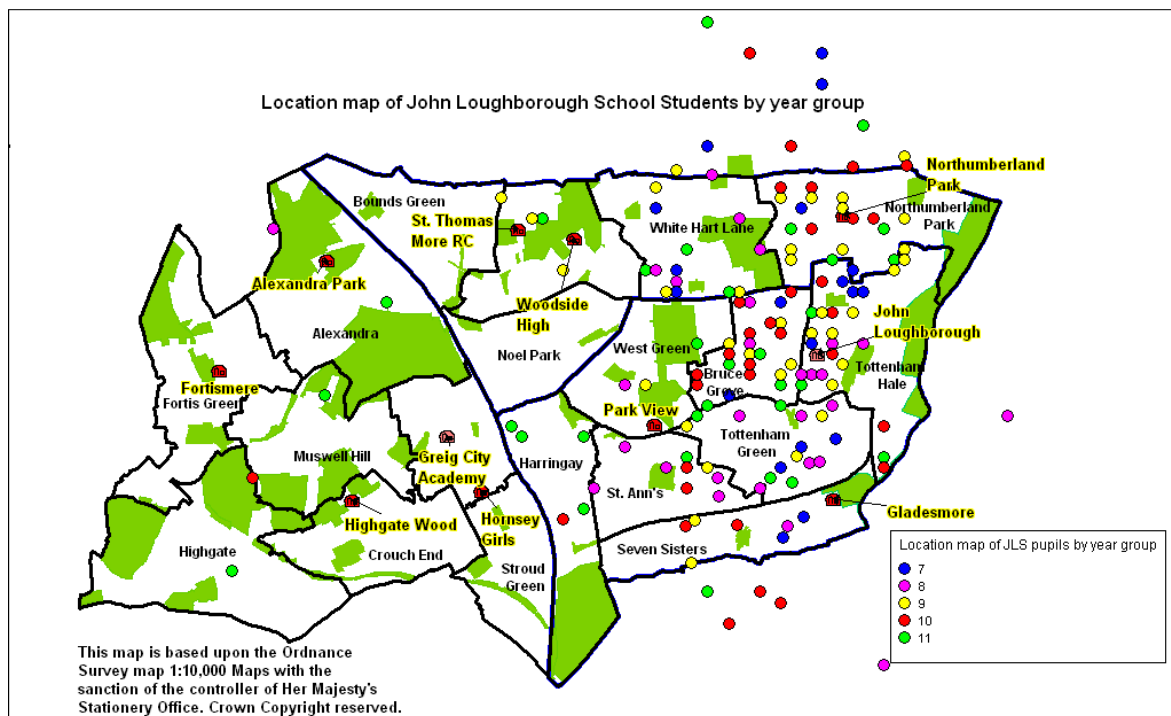 Location map of John Loughborough School Students by year group
Northumberland
Park
Bounds Green
Northumberland
Park
St. Thomas
More RC
White Hart Lane
Alexandra Park
Woodside
High
John
Loughborough
Alexandra
Noel Park
West Green
Bruce
Grove
Tottenham
Hale
Fortismere
Fortis Green
Park View
Tottenham
Green
Muswell Hill
Greig City
Academy
Harringay
St. Ann's
Highgate Wood
Hornsey
Girls
Gladesmore
Highgate
Crouch End
Stroud
Green
Seven Sisters
Location map of JLS pupils by year group
7
8
9
10
11
This map is based upon the Ordnance
Survey map 1:10,000 Maps with the
sanction of the controller of Her Majesty's
Stationery Office. Crown Copyright reserved.